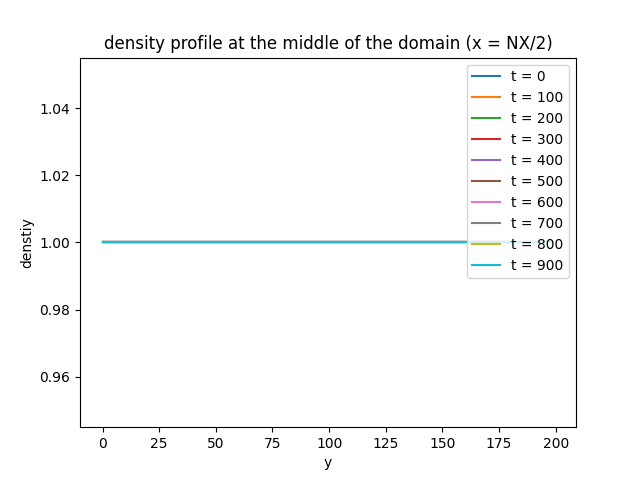 density profile at the middle of the domain (x = NX/2)
t = 0
t = 100
t = 200
t = 300
t = 400
t = 500
t = 600
t = 700
t = 800
t = 900
1.04
1.02
1.00
0.98
0.96
denstiy
0 25 50 75 100 125 150 175 200
y